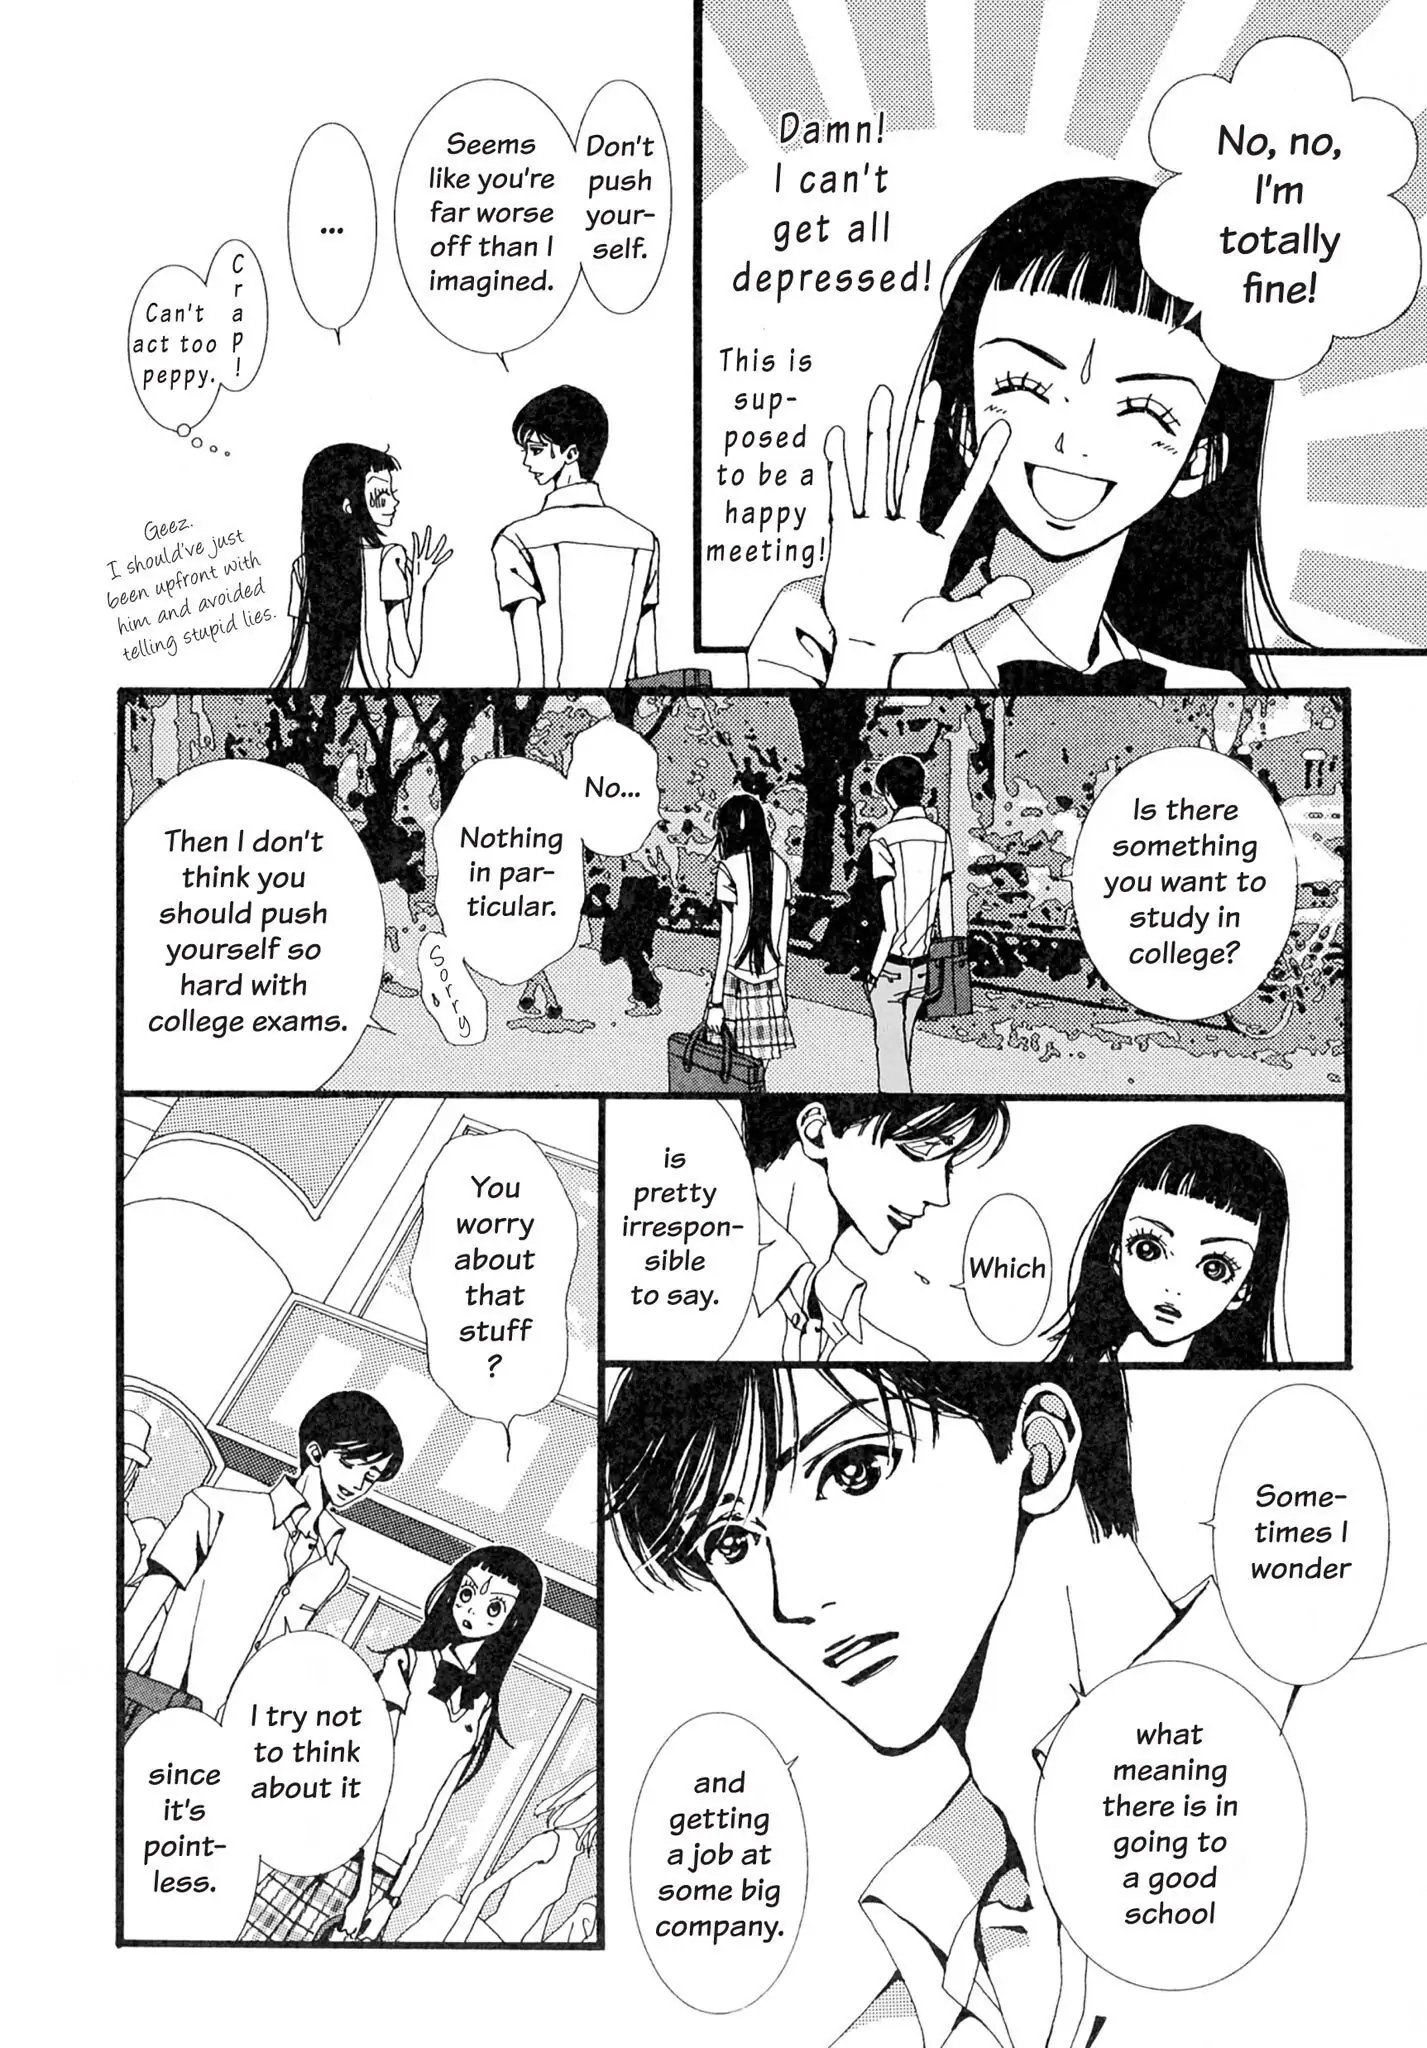 No, no,
I'm
totally
fine!
Damn!
I can't
get all
depressed!
This is
sup-
posed
to be a
happy
meeting!
Don't
push
your-
self.
Seems
like you're
far worse
off than I
imagined.
...
Crap!
Can't
act too
peppy.
Geez.
I should've just
been upfront with
him and avoided
telling stupid lies.
Is there
something
you want to
study in
college?
No...
Nothing
in par-
ticular.
Sorry
Then I don't
think you
should push
yourself so
hard with
college exams.
Which
is
pretty
irrespon-
sible
to say.
Some-
times I
wonder
what
meaning
there is in
going to
a good
school
and
getting
a job at
some big
company.
You
worry
about
that
stuff
?
I try not
to think
about it
since
it's
point-
less.